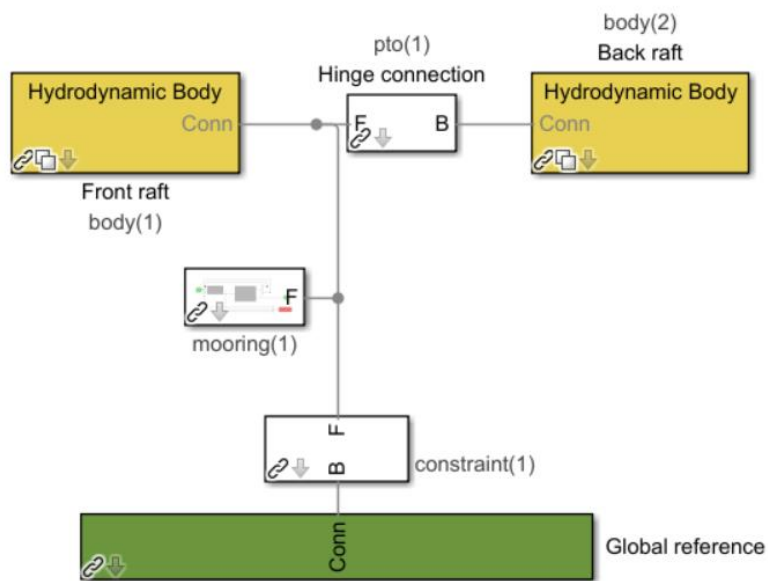 body(2)
Back raft
pto(1)
Hinge connection
Hydrodynamic Body
Conn
F
B
Hydrodynamic Body
Conn
Front raft
body(1)
F
mooring(1)
F
B
constraint(1)
Conn
Global reference